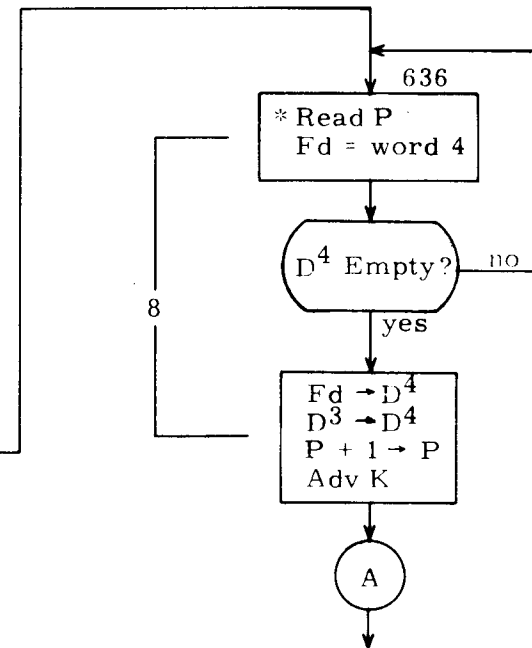 636
* Read P
Fd = word 4
D⁴ Empty?
no
8
yes
Fd → D⁴
D³ → D⁴
P + 1 → P
Adv K
A